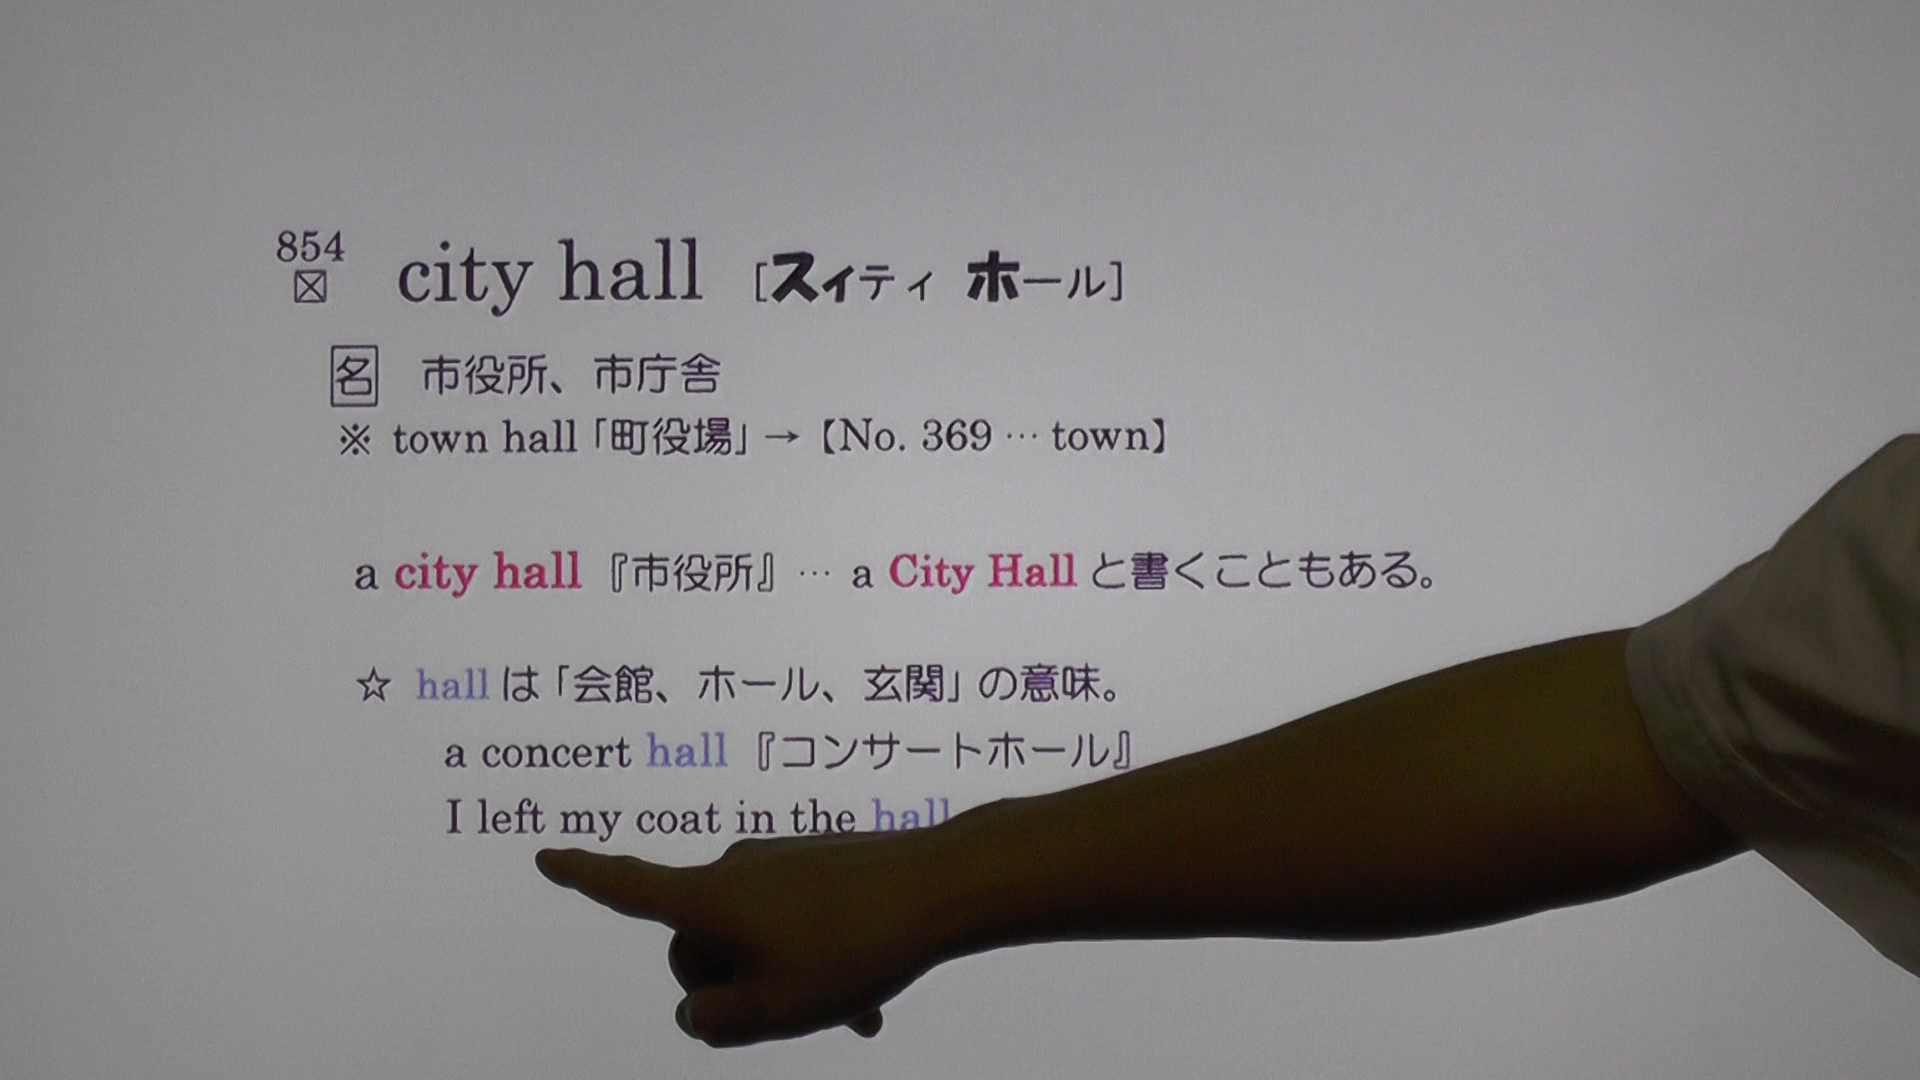 854
☒ city hall [スィティ ホール]
名 市役所、市庁舎
※ town hall「町役場」→【No. 369 … town】
a city hall『市役所』… a City Hall と書くこともある。
☆ hall は「会館、ホール、玄関」の意味。
a concert hall『コンサートホール』
I left my coat in the hall